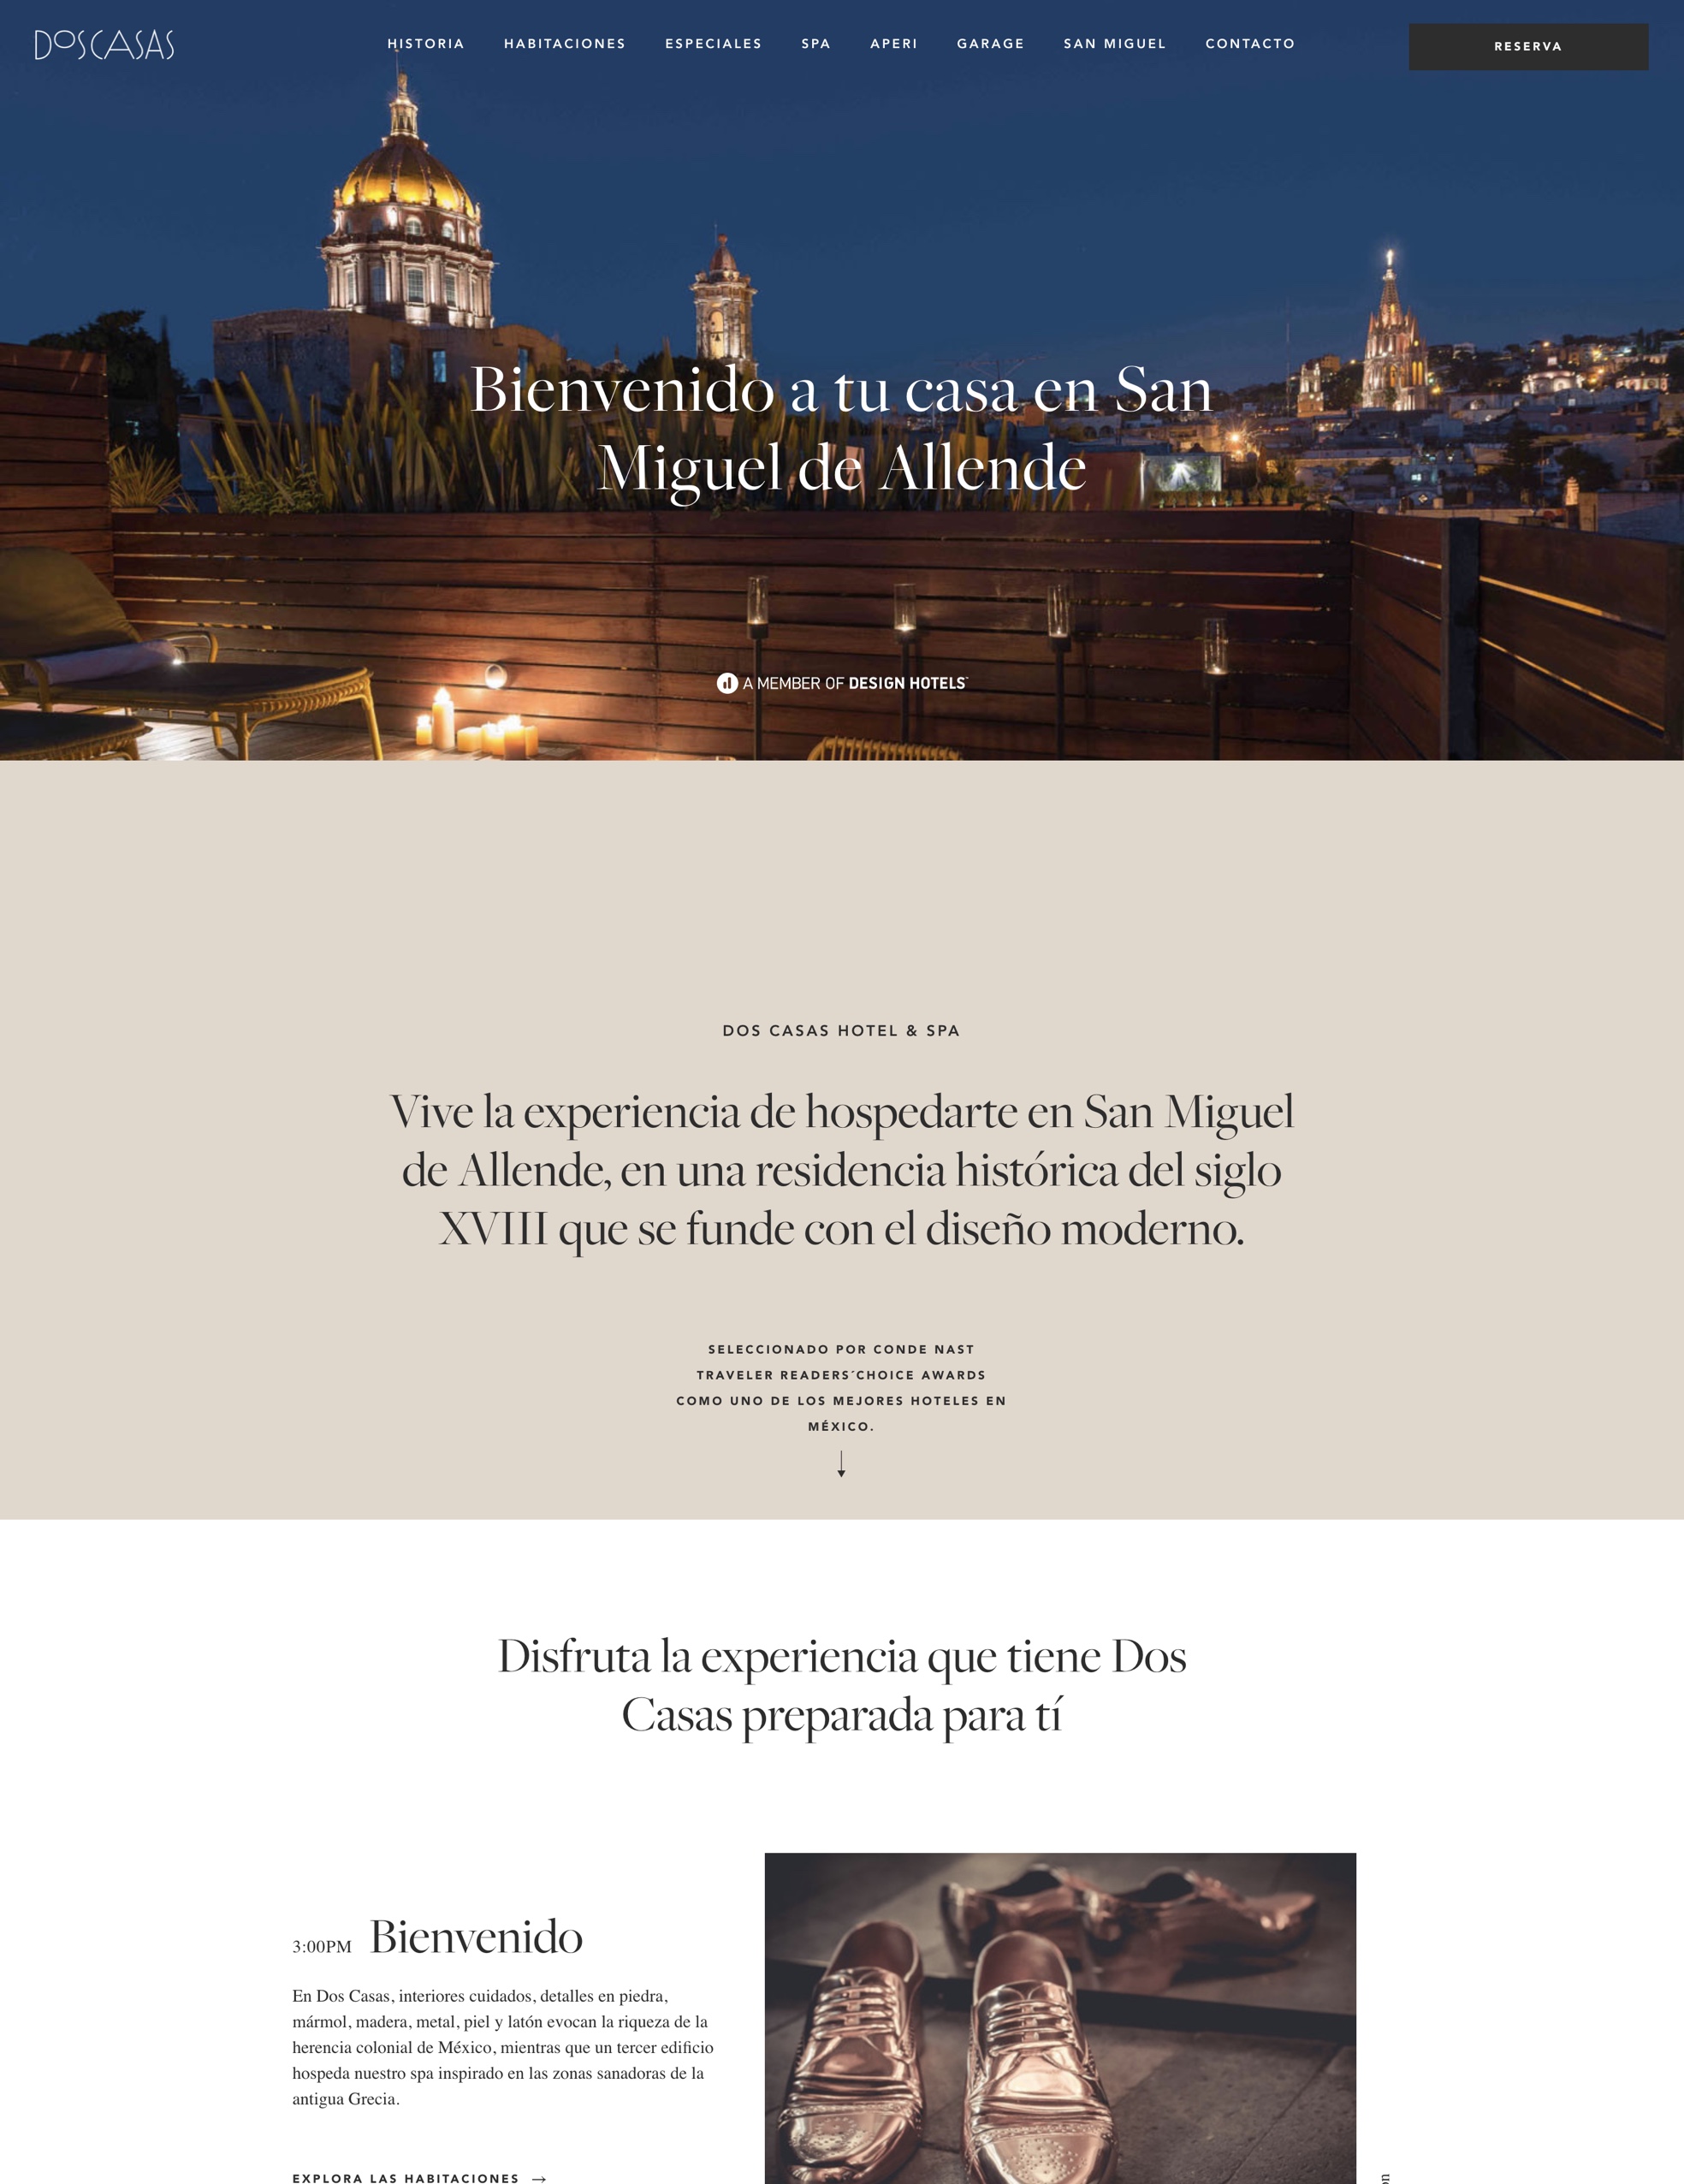 DOSCASAS
HISTORIA HABITACIONES ESPECIALES SPA APERI GARAGE SAN MIGUEL CONTACTO
RESERVA
Bienvenido a tu casa en San
Miguel de Allende
A MEMBER OF DESIGN HOTELS™
DOS CASAS HOTEL & SPA
Vive la experiencia de hospedarte en San Miguel
de Allende, en una residencia histórica del siglo
XVIII que se funde con el diseño moderno.
SELECCIONADO POR CONDE NAST
TRAVELER READERS´CHOICE AWARDS
COMO UNO DE LOS MEJORES HOTELES EN
MÉXICO.
Disfruta la experiencia que tiene Dos
Casas preparada para tí
3:00PM Bienvenido
En Dos Casas, interiores cuidados, detalles en piedra,
mármol, madera, metal, piel y latón evocan la riqueza de la
herencia colonial de México, mientras que un tercer edificio
hospeda nuestro spa inspirado en las zonas sanadoras de la
antigua Grecia.
EXPLORA LAS HABITACIONES →